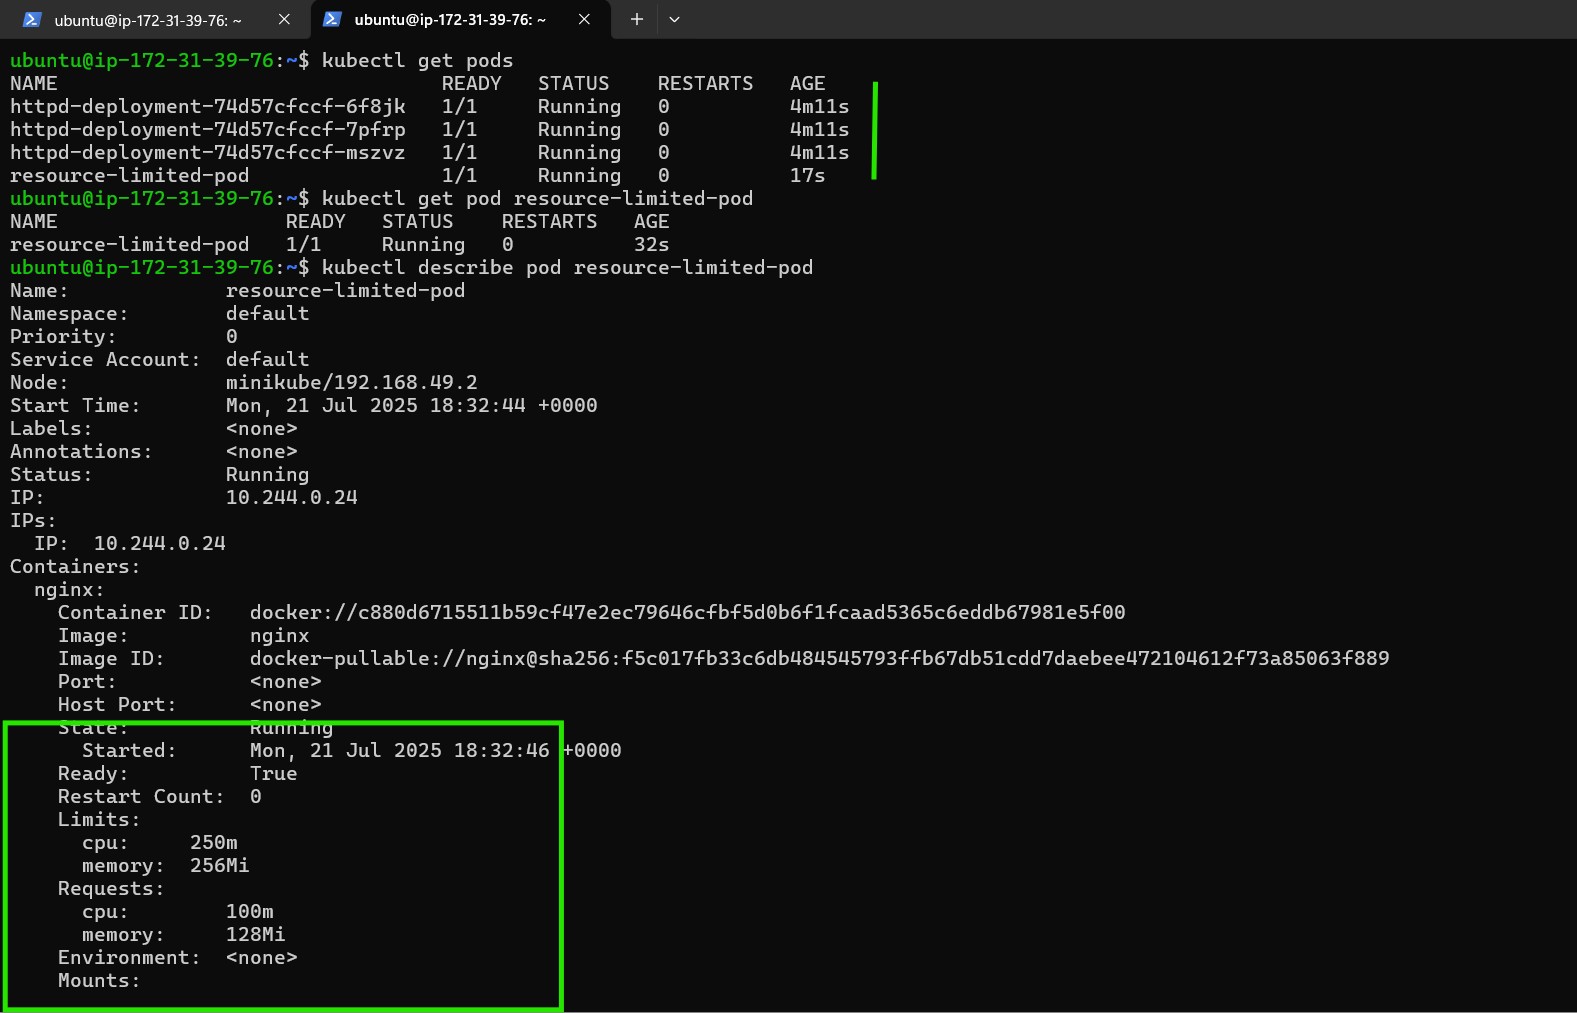 ubuntu@ip-172-31-39-76: ~ ubuntu@ip-172-31-39-76: ~
ubuntu@ip-172-31-39-76:~$ kubectl get pods
NAME READY STATUS RESTARTS AGE
httpd-deployment-74d57cfccf-6f8jk 1/1 Running 0 4m11s
httpd-deployment-74d57cfccf-7pfrp 1/1 Running 0 4m11s
httpd-deployment-74d57cfccf-mszvz 1/1 Running 0 4m11s
resource-limited-pod 1/1 Running 0 17s
ubuntu@ip-172-31-39-76:~$ kubectl get pod resource-limited-pod
NAME READY STATUS RESTARTS AGE
resource-limited-pod 1/1 Running 0 32s
ubuntu@ip-172-31-39-76:~$ kubectl describe pod resource-limited-pod
Name: resource-limited-pod
Namespace: default
Priority: 0
Service Account: default
Node: minikube/192.168.49.2
Start Time: Mon, 21 Jul 2025 18:32:44 +0000
Labels: <none>
Annotations: <none>
Status: Running
IP: 10.244.0.24
IPs:
IP: 10.244.0.24
Containers:
nginx:
Container ID: docker://c880d6715511b59cf47e2ec79646cfbf5d0b6f1fcaad5365c6eddb67981e5f00
Image: nginx
Image ID: docker-pullable://nginx@sha256:f5c017fb33c6db484545793ffb67db51cdd7daebee472104612f73a85063f889
Port: <none>
Host Port: <none>
State: Running
Started: Mon, 21 Jul 2025 18:32:46 +0000
Ready: True
Restart Count: 0
Limits:
cpu: 250m
memory: 256Mi
Requests:
cpu: 100m
memory: 128Mi
Environment: <none>
Mounts: